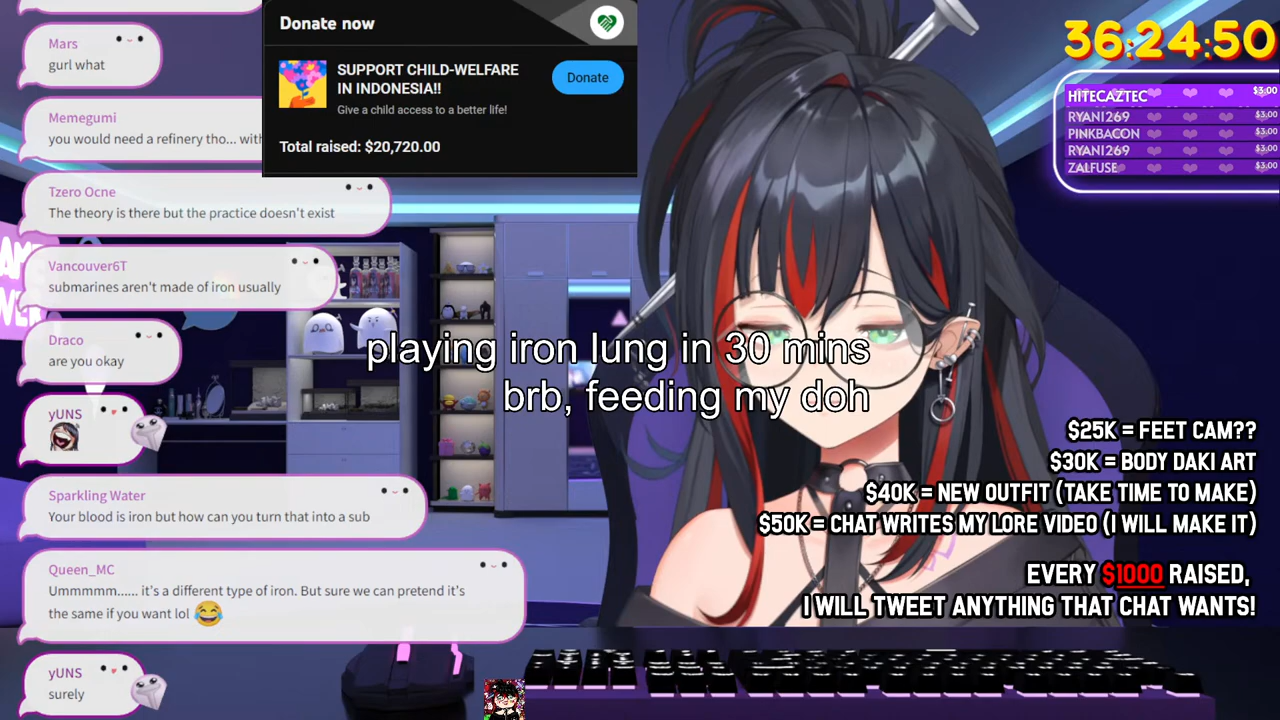 Mars
gurl what
Memegumi
you would need a refinery tho... with
Tzero Ocne
The theory is there but the practice doesn't exist
Vancouver6T
submarines aren't made of iron usually
Draco
are you okay
yUNS
Sparkling Water
Your blood is iron but how can you turn that into a sub
Queen_MC
Ummmmm...... it's a different type of iron. But sure we can pretend it's
the same if you want lol 😂
yUNS
surely
Donate now
SUPPORT CHILD-WELFARE
IN INDONESIA!!
Give a child access to a better life!
Donate
Total raised: $20,720.00
playing iron lung in 30 mins
brb, feeding my doh
36:24:50
HITECAZTEC $3.00
RYAN1269 $3.00
PINKBACON $3.00
RYAN1269 $3.00
ZALFUSE $3.00
$25K = FEET CAM??
$30K = BODY DAKI ART
$40K = NEW OUTFIT (TAKE TIME TO MAKE)
$50K = CHAT WRITES MY LORE VIDEO (I WILL MAKE IT)
EVERY $1000 RAISED,
I WILL TWEET ANYTHING THAT CHAT WANTS!